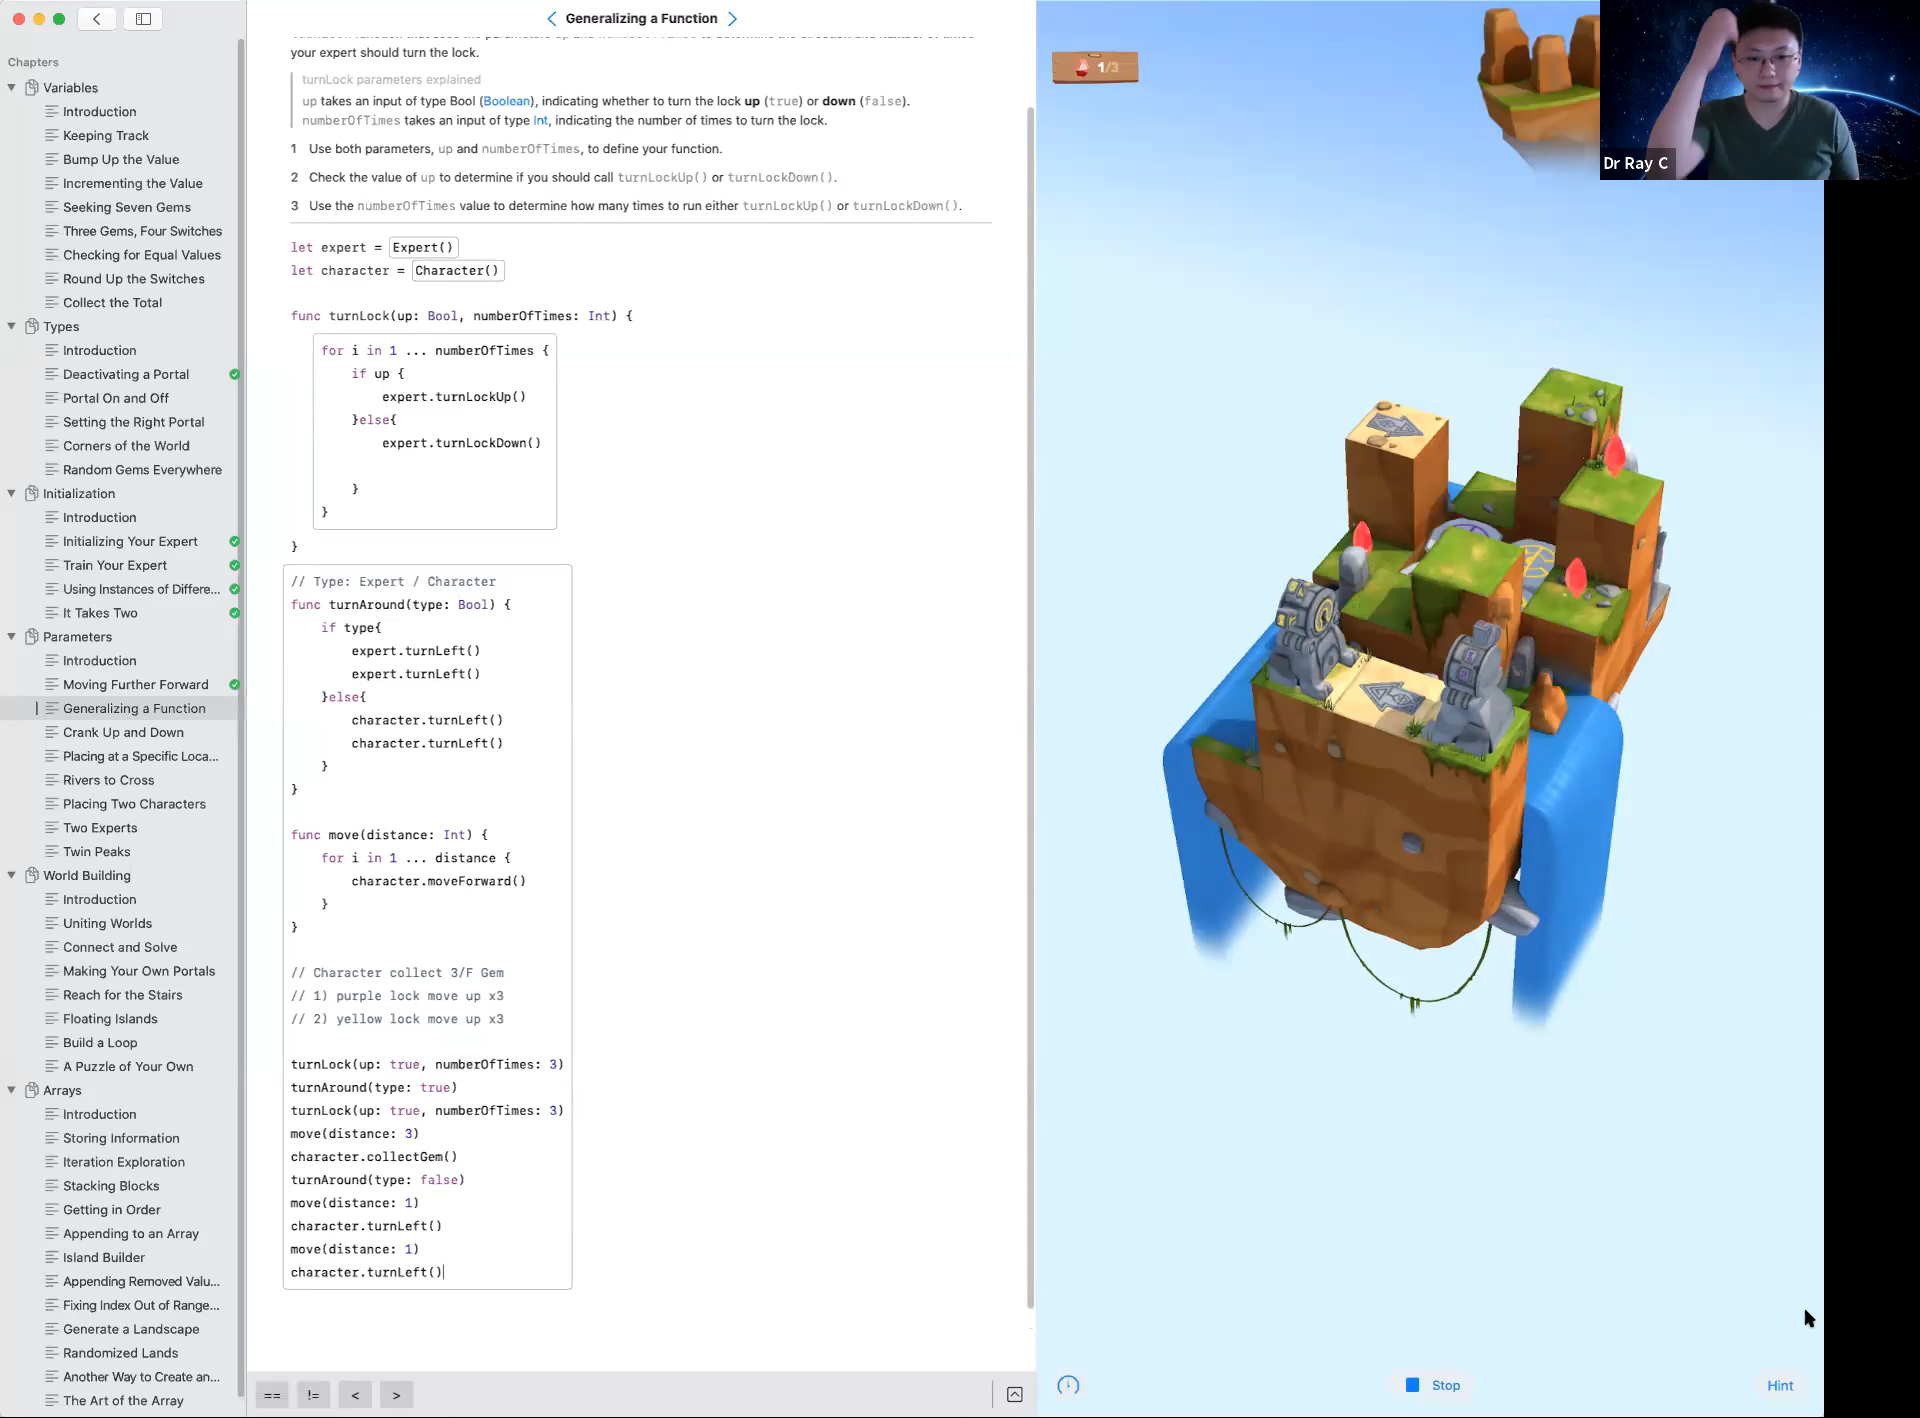 Generalizing a Function
Chapters
Variables
Introduction
Keeping Track
Bump Up the Value
Incrementing the Value
Seeking Seven Gems
Three Gems, Four Switches
Checking for Equal Values
Round Up the Switches
Collect the Total
Types
Introduction
Deactivating a Portal
Portal On and Off
Setting the Right Portal
Corners of the World
Random Gems Everywhere
Initialization
Introduction
Initializing Your Expert
Train Your Expert
Using Instances of Differe...
It Takes Two
Parameters
Introduction
Moving Further Forward
Generalizing a Function
Crank Up and Down
Placing at a Specific Loca...
Rivers to Cross
Placing Two Characters
Two Experts
Twin Peaks
World Building
Introduction
Uniting Worlds
Connect and Solve
Making Your Own Portals
Reach for the Stairs
Floating Islands
Build a Loop
A Puzzle of Your Own
Arrays
Introduction
Storing Information
Iteration Exploration
Stacking Blocks
Getting in Order
Appending to an Array
Island Builder
Appending Removed Valu...
Fixing Index Out of Range...
Generate a Landscape
Randomized Lands
Another Way to Create an...
The Art of the Array
your expert should turn the lock.
turnLock parameters explained
up takes an input of type Bool (Boolean), indicating whether to turn the lock up (true) or down (false).
numberOfTimes takes an input of type Int, indicating the number of times to turn the lock.
1 Use both parameters, up and numberOfTimes, to define your function.
2 Check the value of up to determine if you should call turnLockUp() or turnLockDown().
3 Use the numberOfTimes value to determine how many times to run either turnLockUp() or turnLockDown().
let expert = Expert()
let character = Character()
func turnLock(up: Bool, numberOfTimes: Int) {
for i in 1 ... numberOfTimes {
if up {
expert.turnLockUp()
}else{
expert.turnLockDown()
}
}
}
// Type: Expert / Character
func turnAround(type: Bool) {
if type{
expert.turnLeft()
expert.turnLeft()
}else{
character.turnLeft()
character.turnLeft()
}
}
func move(distance: Int) {
for i in 1 ... distance {
character.moveForward()
}
}
// Character collect 3/F Gem
// 1) purple lock move up x3
// 2) yellow lock move up x3
turnLock(up: true, numberOfTimes: 3)
turnAround(type: true)
turnLock(up: true, numberOfTimes: 3)
move(distance: 3)
character.collectGem()
turnAround(type: false)
move(distance: 1)
character.turnLeft()
move(distance: 1)
character.turnLeft()
== != < >
1/3
Dr Ray C
Stop
Hint